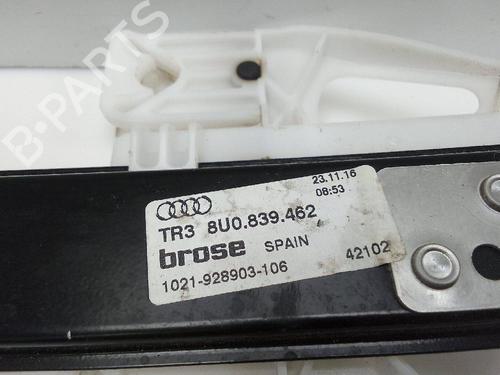 B-PARTS
23.11.16
08:53
TR3 8U0.839.462
brose SPAIN
42102
1021-928903-106